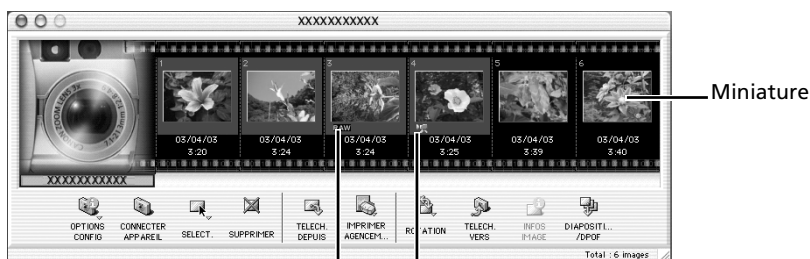 XXXXXXXXXXX
1 2 3 4 5 6
RAW
03/04/03 03/04/03 03/04/03 03/04/03 03/04/03 03/04/03
3:20 3:24 3:24 3:25 3:39 3:40
Miniature
XXXXXXXXXXX
OPTIONS CONFIG
CONNECTER APPAREIL
SELECT.
SUPPRIMER
TELECH. DEPUIS
IMPRIMER AGENCEM...
ROTATION
TELECH. VERS
INFOS IMAGE
DIAPOSITI... /DPOF
Total : 6 images